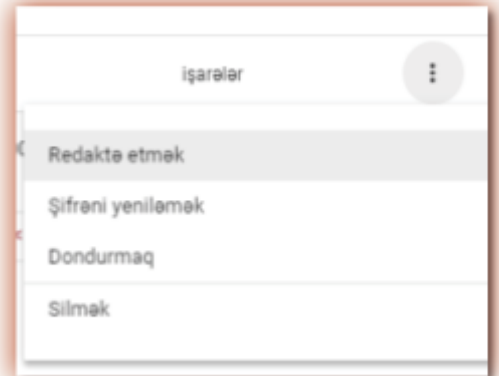 işarələr
Redaktə etmək
Şifrəni yeniləmək
Dondurmaq
Silmək